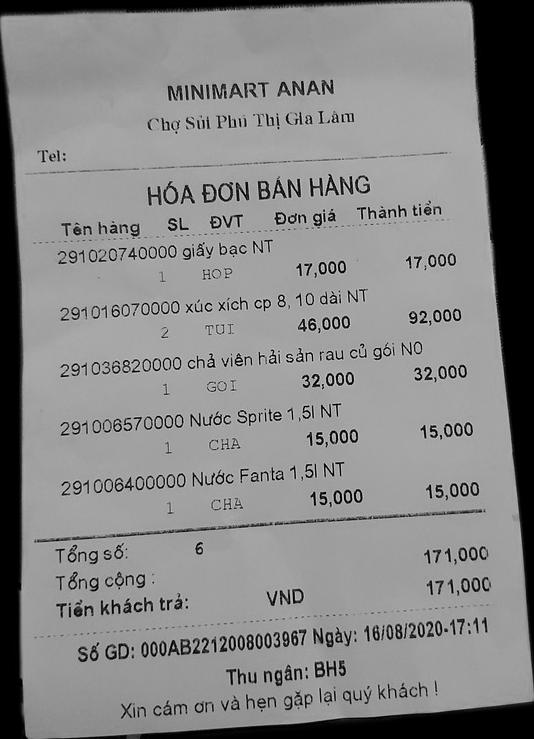 MINIMART ANAN
Chợ Sủi Phú Thị Gia Lâm
Tel:
HÓA ĐƠN BÁN HÀNG
Tên hàng SL ĐVT Đơn giá Thành tiền
291020740000 giấy bạc NT
1 HOP 17,000 17,000
291016070000 xúc xích cp 8, 10 dài NT
2 TUI 46,000 92,000
291036820000 chả viên hải sản rau củ gói N0
1 GOI 32,000 32,000
291006570000 Nước Sprite 1,5l NT
1 CHA 15,000 15,000
291006400000 Nước Fanta 1,5l NT
1 CHA 15,000 15,000
Tổng số: 6
Tổng cộng : 171,000
Tiền khách trả: VND 171,000
Số GD: 000AB2212008003967 Ngày: 16/08/2020-17:11
Thu ngân: BH5
Xin cám ơn và hẹn gặp lại quý khách !